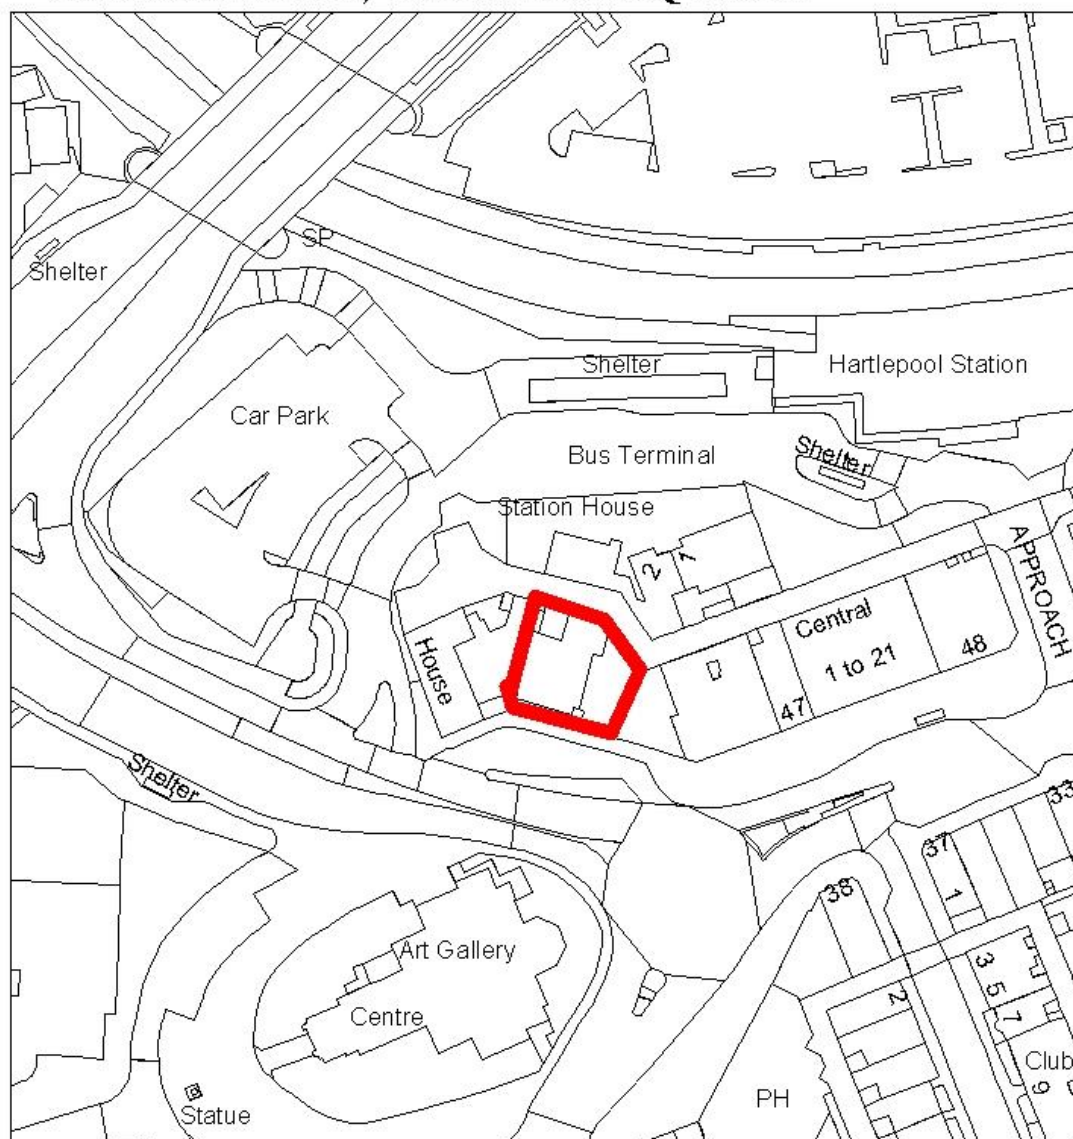 SP
Shelter
Shelter
Hartlepool Station
Car Park
Bus Terminal
Shelter
Station House
APPROACH
2
1
Central
1 to 21
48
House
47
Shelter
33
37
1
38
Art Gallery
3
5
7
2
Centre
Club
9
Statue
PH